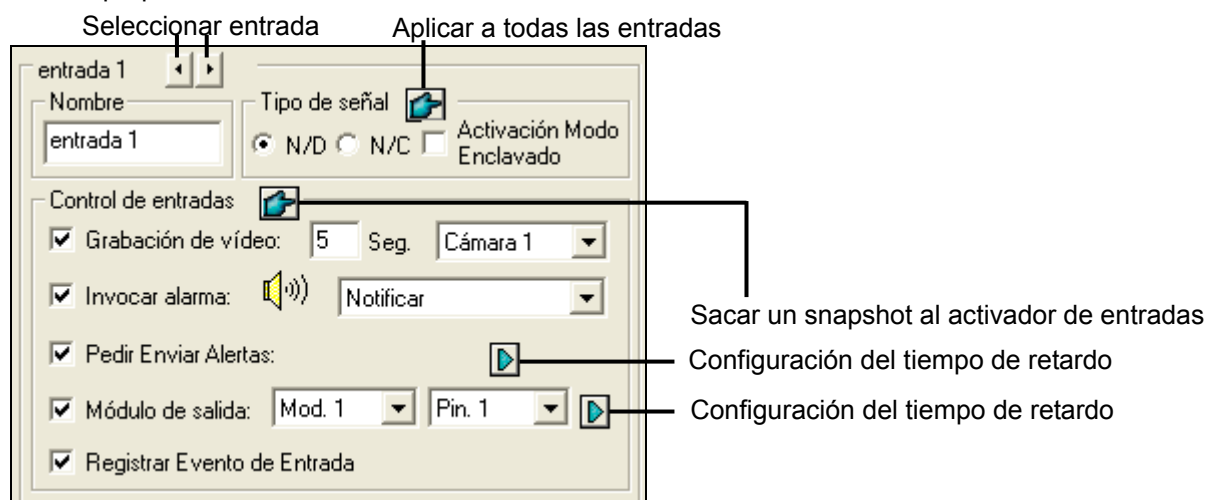 Seleccionar entrada
Aplicar a todas las entradas
entrada 1
Nombre
Tipo de señal
entrada 1
N/D
N/C
Activación Modo
Enclavado
Control de entradas
Grabación de vídeo: 5 Seg. Cámara 1
Invocar alarma: Notificar
Sacar un snapshot al activador de entradas
Pedir Enviar Alertas:
Configuración del tiempo de retardo
Módulo de salida: Mod. 1 Pin. 1
Configuración del tiempo de retardo
Registrar Evento de Entrada